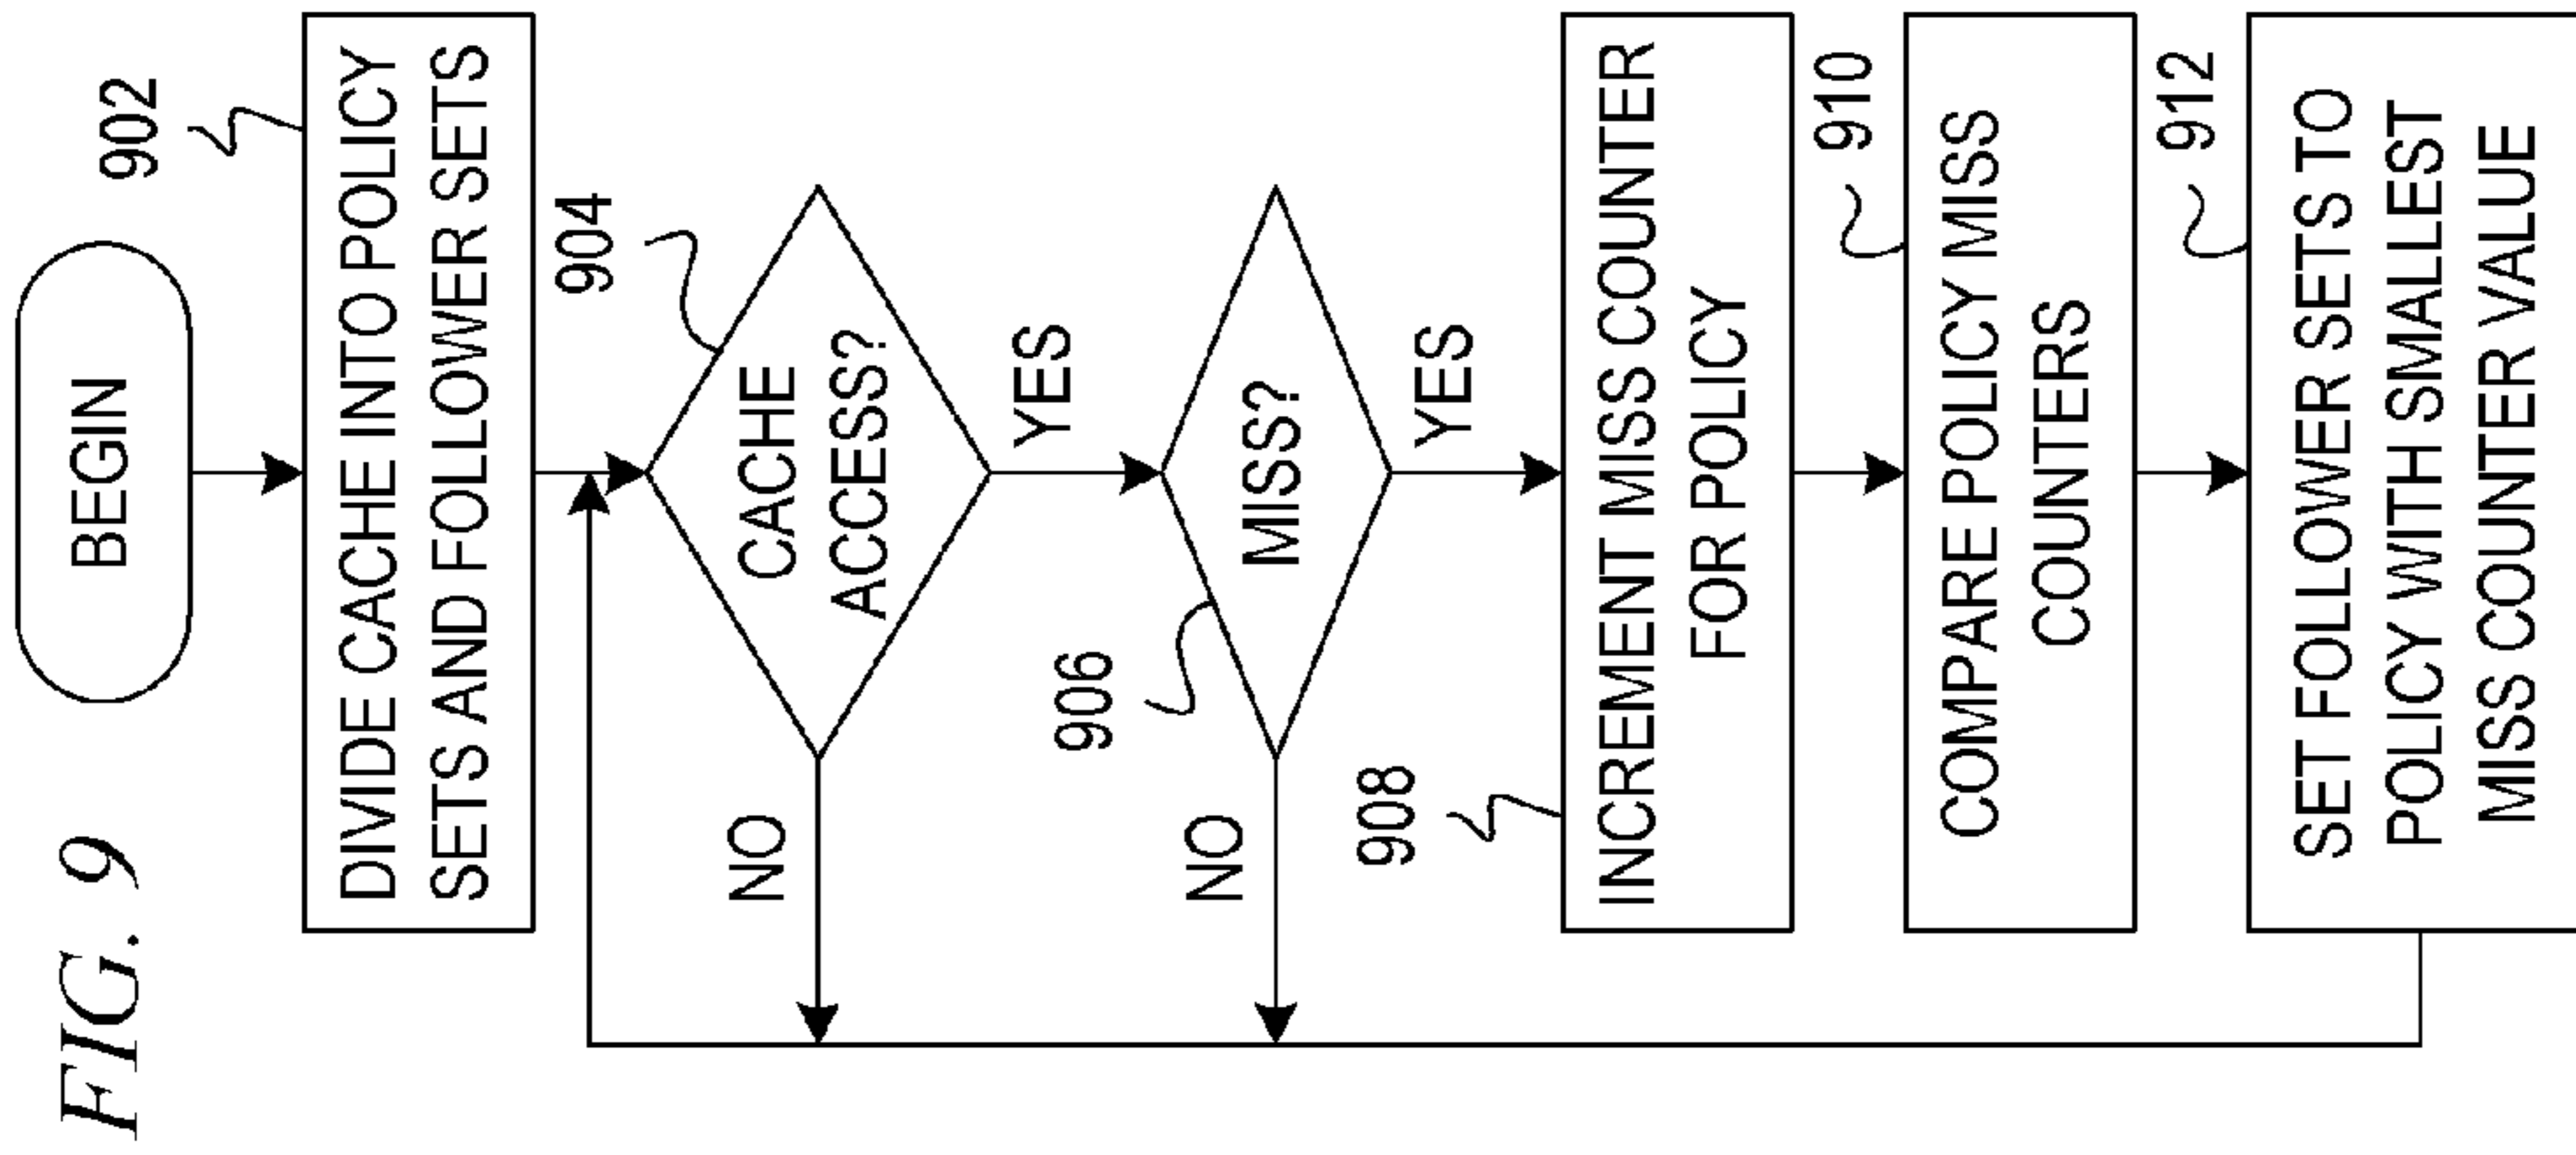 FIG. 9
BEGIN
902
DIVIDE CACHE INTO POLICY
SETS AND FOLLOWER SETS
904
CACHE
ACCESS?
NO
YES
906
MISS?
NO
YES
908
INCREMENT MISS COUNTER
FOR POLICY
910
COMPARE POLICY MISS
COUNTERS
912
SET FOLLOWER SETS TO
POLICY WITH SMALLEST
MISS COUNTER VALUE